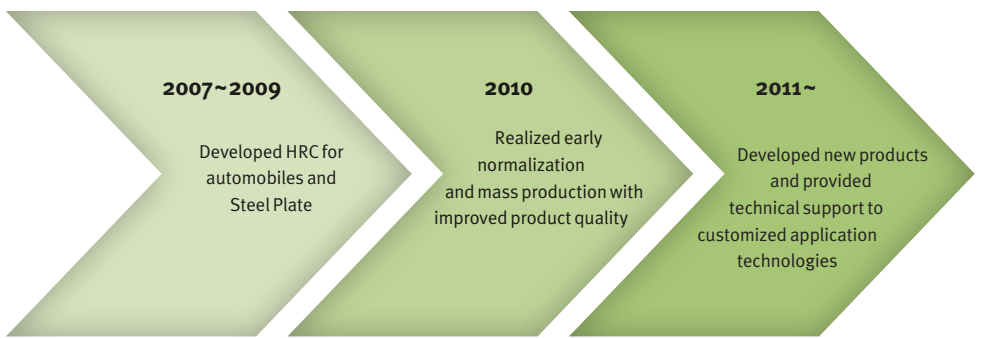 2007~2009
Developed HRC for
automobiles and
Steel Plate
2010
Realized early
normalization
and mass production with
improved product quality
2011~
Developed new products
and provided
technical support to
customized application
technologies